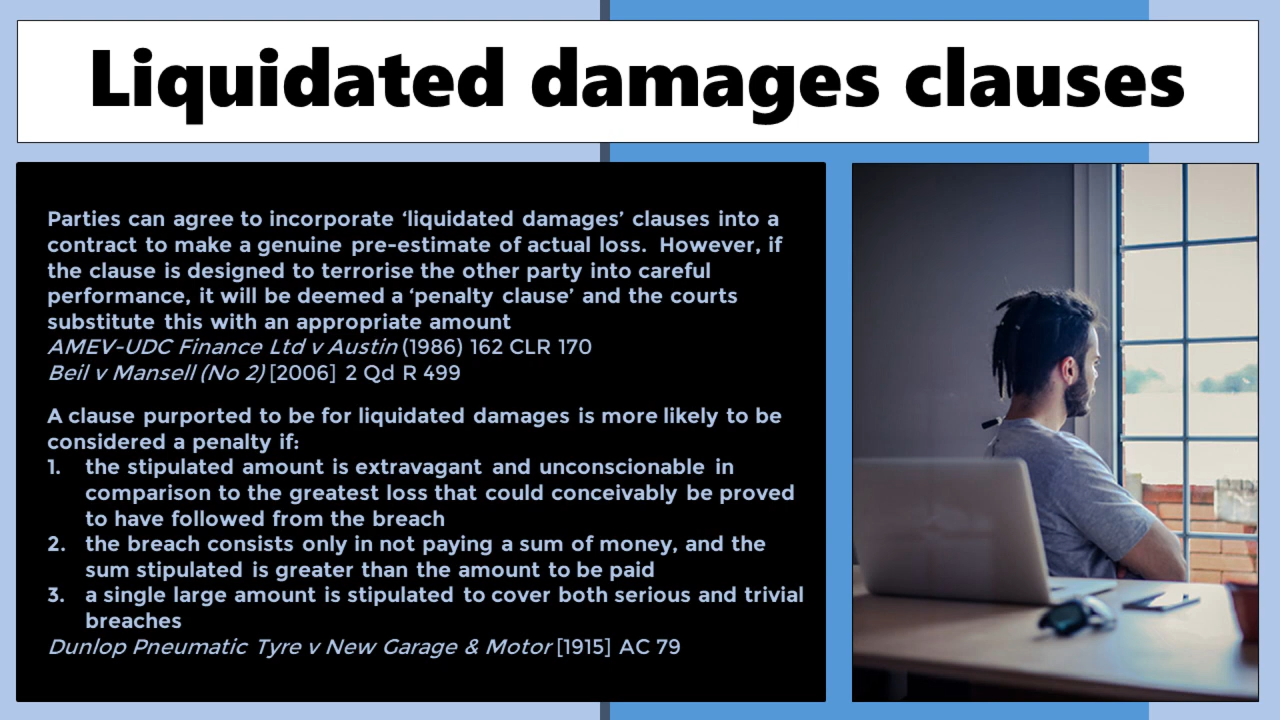 Liquidated damages clauses
Parties can agree to incorporate ‘liquidated damages’ clauses into a
contract to make a genuine pre-estimate of actual loss.  However, if
the clause is designed to terrorise the other party into careful
performance, it will be deemed a ‘penalty clause’ and the courts
substitute this with an appropriate amount
AMEV-UDC Finance Ltd v Austin (1986) 162 CLR 170
Beil v Mansell (No 2) [2006] 2 Qd R 499
A clause purported to be for liquidated damages is more likely to be
considered a penalty if:
1. the stipulated amount is extravagant and unconscionable in
comparison to the greatest loss that could conceivably be proved
to have followed from the breach
2. the breach consists only in not paying a sum of money, and the
sum stipulated is greater than the amount to be paid
3. a single large amount is stipulated to cover both serious and trivial
breaches
Dunlop Pneumatic Tyre v New Garage & Motor [1915] AC 79